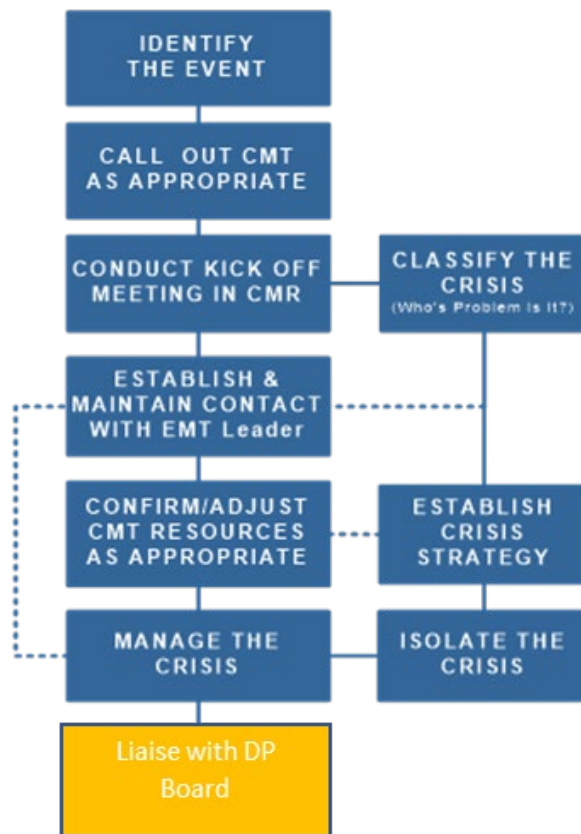 IDENTIFY
THE EVENT
CALL OUT CMT
AS APPROPRIATE
CONDUCT KICK OFF
MEETING IN CMR
CLASSIFY THE
CRISIS
(Who's Problem is It?)
ESTABLISH &
MAINTAIN CONTACT
WITH EMT Leader
CONFIRM/ADJUST
CMT RESOURCES
AS APPROPRIATE
ESTABLISH
CRISIS
STRATEGY
MANAGE THE
CRISIS
ISOLATE THE
CRISIS
Liaise with DP
Board